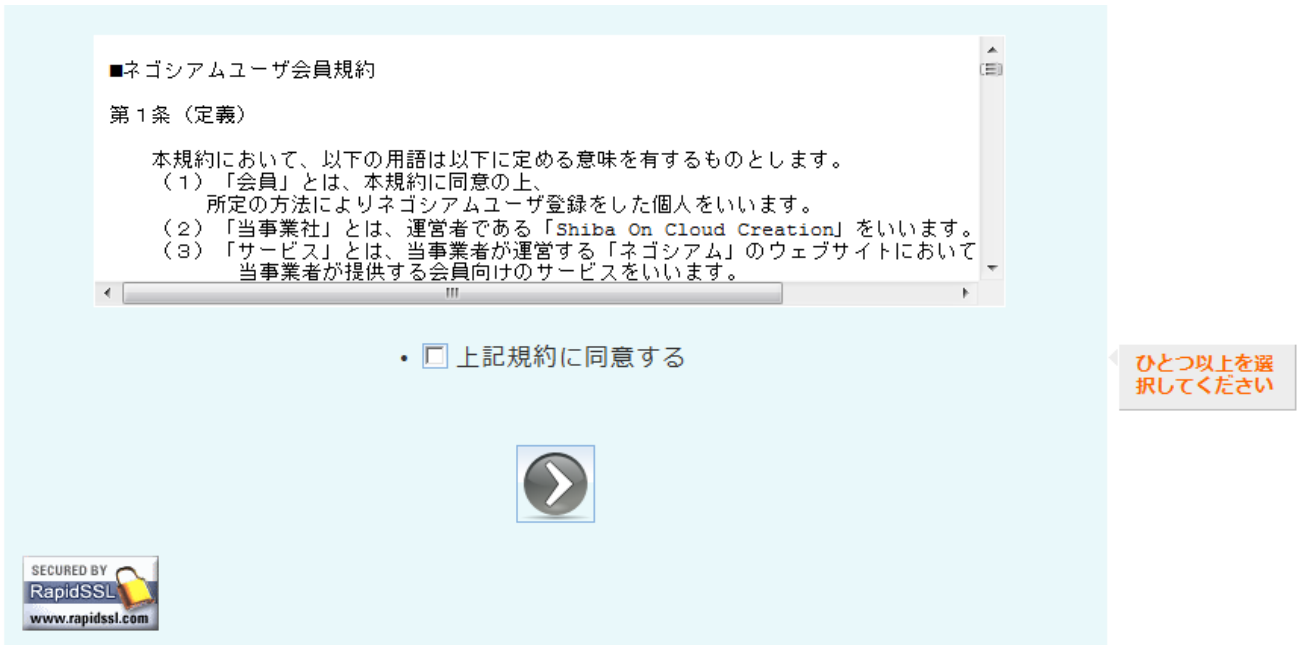 ■ネゴシアムユーザ会員規約
第１条（定義）
本規約において、以下の用語は以下に定める意味を有するものとします。
（１）「会員」とは、本規約に同意の上、
所定の方法によりネゴシアムユーザ登録をした個人をいいます。
（２）「当事業社」とは、運営者である「Shiba On Cloud Creation」をいいます。
（３）「サービス」とは、当事業者が運営する「ネゴシアム」のウェブサイトにおいて
当事業者が提供する会員向けのサービスをいいます。
• 上記規約に同意する
ひとつ以上を選
択してください
SECURED BY
RapidSSL
www.rapidssl.com